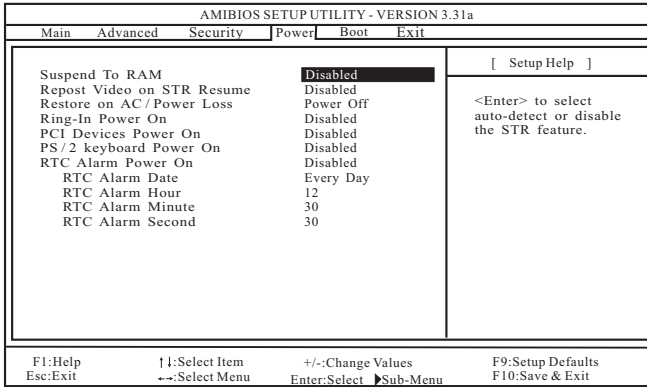 AMIBIOS SETUP UTILITY - VERSION 3.31a
Main Advanced Security Power Boot Exit
Suspend To RAM Disabled
Repost Video on STR Resume Disabled
Restore on AC / Power Loss Power Off
Ring-In Power On Disabled
PCI Devices Power On Disabled
PS / 2 keyboard Power On Disabled
RTC Alarm Power On Disabled
RTC Alarm Date Every Day
RTC Alarm Hour 12
RTC Alarm Minute 30
RTC Alarm Second 30
[ Setup Help ]
<Enter> to select
auto-detect or disable
the STR feature.
F1:Help ↑↓:Select Item +/-:Change Values F9:Setup Defaults
Esc:Exit ←→:Select Menu Enter:Select ▶Sub-Menu F10:Save & Exit